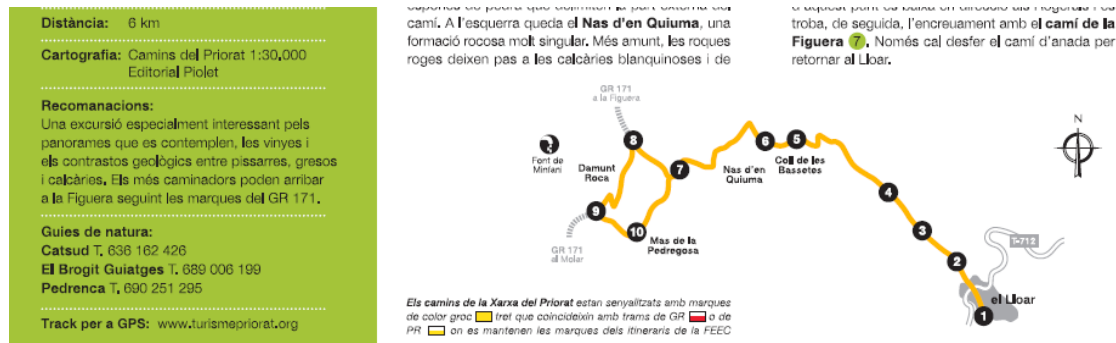 Distància: 6 km
Cartografia: Camins del Priorat 1:30.000
Editorial Piolet
Recomanacions:
Una excursió especialment interessant pels
panorames que es contemplen, les vinyes i
els contrastos geològics entre pissarres, gresos
i calcàries. Els més caminadors poden arribar
a la Figuera seguint les marques del GR 171.
Guies de natura:
Catsud T. 636 162 426
El Brogit Guiatges T. 689 006 199
Pedrenca T. 690 251 295
Track per a GPS: www.turismepriorat.org
camí. A l'esquerra queda el Nas d'en Quiuma, una
formació rocosa molt singular. Més amunt, les roques
roges deixen pas a les calcàries blanquinoses i de
troba, de seguida, l'encreuament amb el camí de la
Figuera 7. Només cal desfer el camí d'anada per
retornar al Lloar.
GR 171
a la Figuera
8
Font de
Minfani
Damunt
Roca
7
Nas d'en
Quiuma
6
5
Coll de les
Bassetes
N
4
9
10
Mas de la
Pedregosa
GR 171
al Molar
3
2
T-712
el Lloar
1
Els camins de la Xarxa del Priorat estan senyalitzats amb marques
de color groc tret que coincideixin amb trams de GR o de
PR on es mantenen les marques dels itineraris de la FEEC